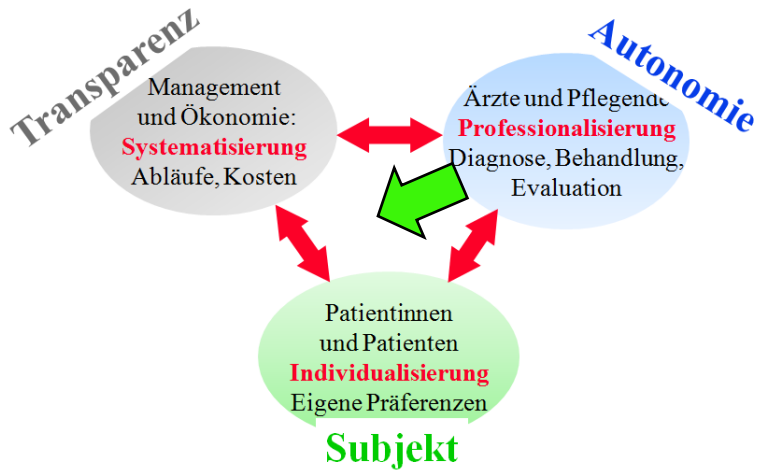 Transparenz
Management
und Ökonomie:
Systematisierung
Abläufe, Kosten
Autonomie
Ärzte und Pflegende
Professionalisierung
Diagnose, Behandlung,
Evaluation
Patientinnen
und Patienten
Individualisierung
Eigene Präferenzen
Subjekt